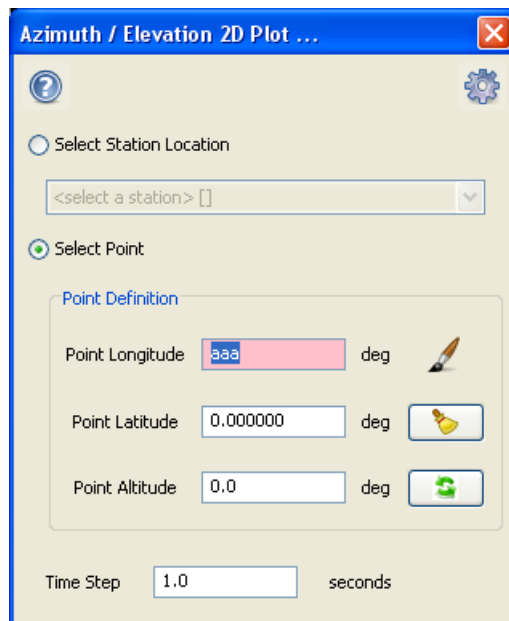 Azimuth / Elevation 2D Plot ...
Select Station Location
<select a station> []
Select Point
Point Definition
Point Longitude aaa deg
Point Latitude 0.000000 deg
Point Altitude 0.0 deg
Time Step 1.0 seconds